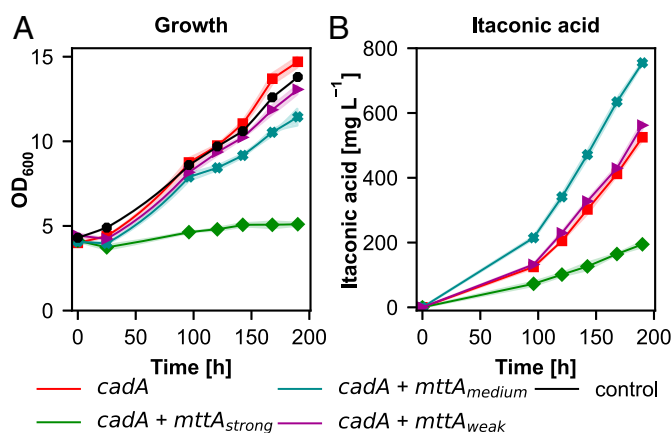 A Growth
15
10
5
0
OD600
0 50 100 150 200
Time [h]
B Itaconic acid
800
600
400
200
0
Itaconic acid [mg L−1]
0 50 100 150 200
Time [h]
cadA cadA + mttAmedium control
cadA + mttAstrong cadA + mttAweak